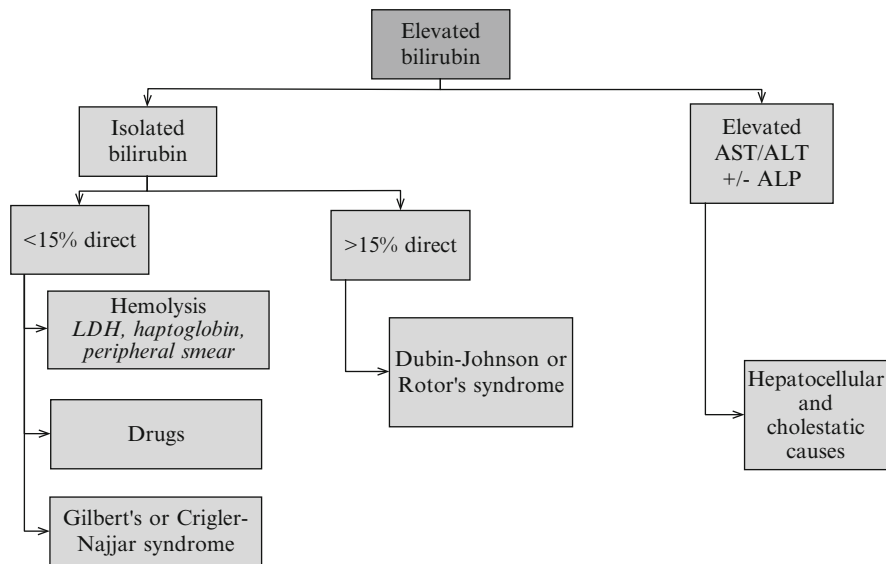 Elevated
bilirubin
Isolated
bilirubin
Elevated
AST/ALT
+/- ALP
<15% direct
>15% direct
Hemolysis
LDH, haptoglobin,
peripheral smear
Drugs
Gilbert's or Crigler-
Najjar syndrome
Dubin-Johnson or
Rotor's syndrome
Hepatocellular
and
cholestatic
causes